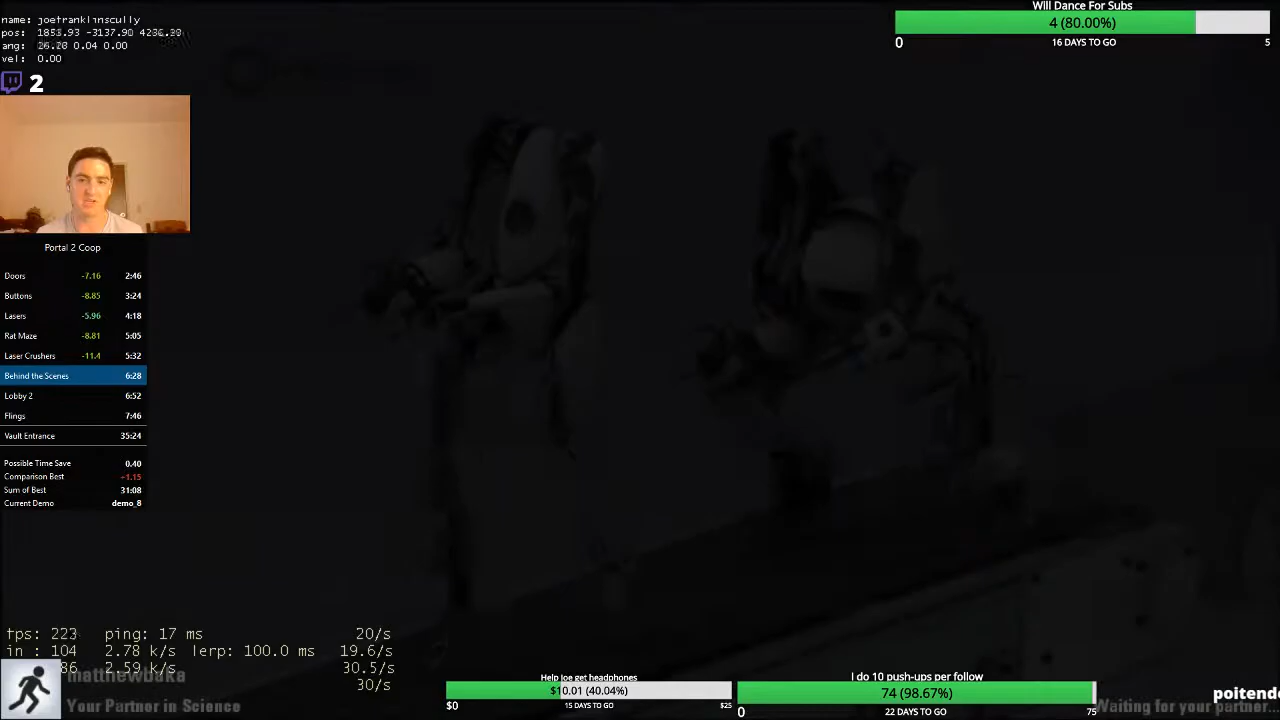 name: joefranklinscully
pos: 1853.93 -3137.90 4236.30
ang: 26.28 0.04 0.00
vel: 0.00
2
Will Dance For Subs
4 (80.00%)
0 16 DAYS TO GO 5
Portal 2 Coop
Doors -7.16 2:46
Buttons -8.85 3:24
Lasers -5.96 4:18
Rat Maze -8.81 5:05
Laser Crushers -11.4 5:32
Behind the Scenes 6:28
Lobby 2 6:52
Flings 7:46
Vault Entrance 35:24
Possible Time Save 0.40
Comparison Best +1.15
Sum of Best 31:08
Current Demo demo_8
fps: 223 ping: 17 ms 20/s
in : 104 2.78 k/s lerp: 100.0 ms 19.6/s
86 2.59 k/s 30.5/s
30/s
matthewbuka
Your Partner in Science
Help Joe get headphones
$10.01 (40.04%)
$0 15 DAYS TO GO $25
I do 10 push-ups per follow
74 (98.67%)
0 22 DAYS TO GO 75
poitend
Waiting for your partner...